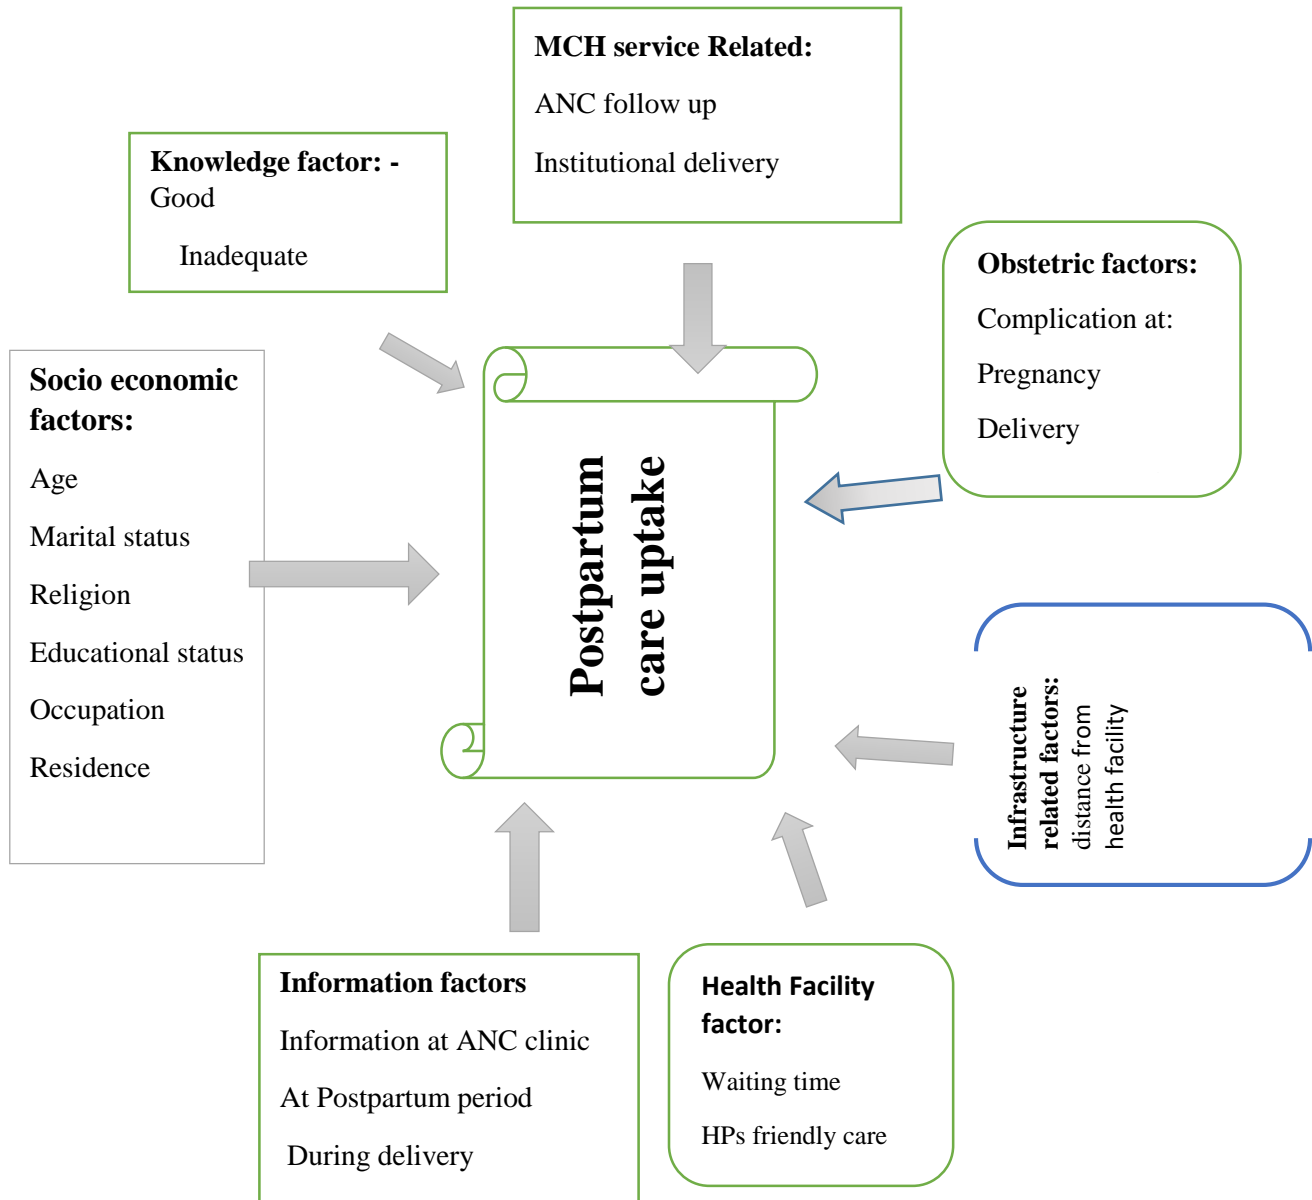 MCH service Related:
ANC follow up
Institutional delivery
Knowledge factor: -
Good
Inadequate
Obstetric factors:
Complication at:
Pregnancy
Delivery
Socio economic
factors:
Age
Marital status
Religion
Educational status
Occupation
Residence
Postpartum
care uptake
Infrastructure
related factors:
distance from
health facility
Information factors
Information at ANC clinic
At Postpartum period
During delivery
Health Facility
factor:
Waiting time
HPs friendly care